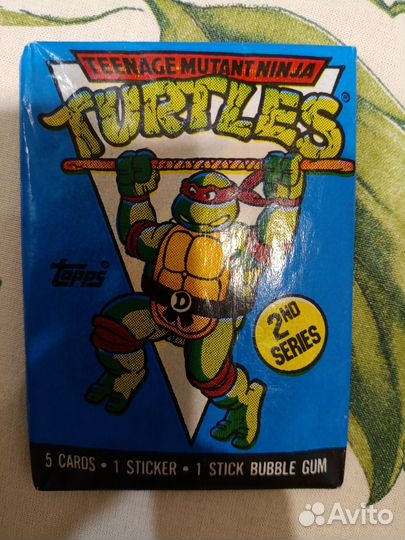 TEENAGE MUTANT NINJA
TURTLES®
topps®
D
2ND
SERIES
5 CARDS • 1 STICKER • 1 STICK BUBBLE GUM
Avito